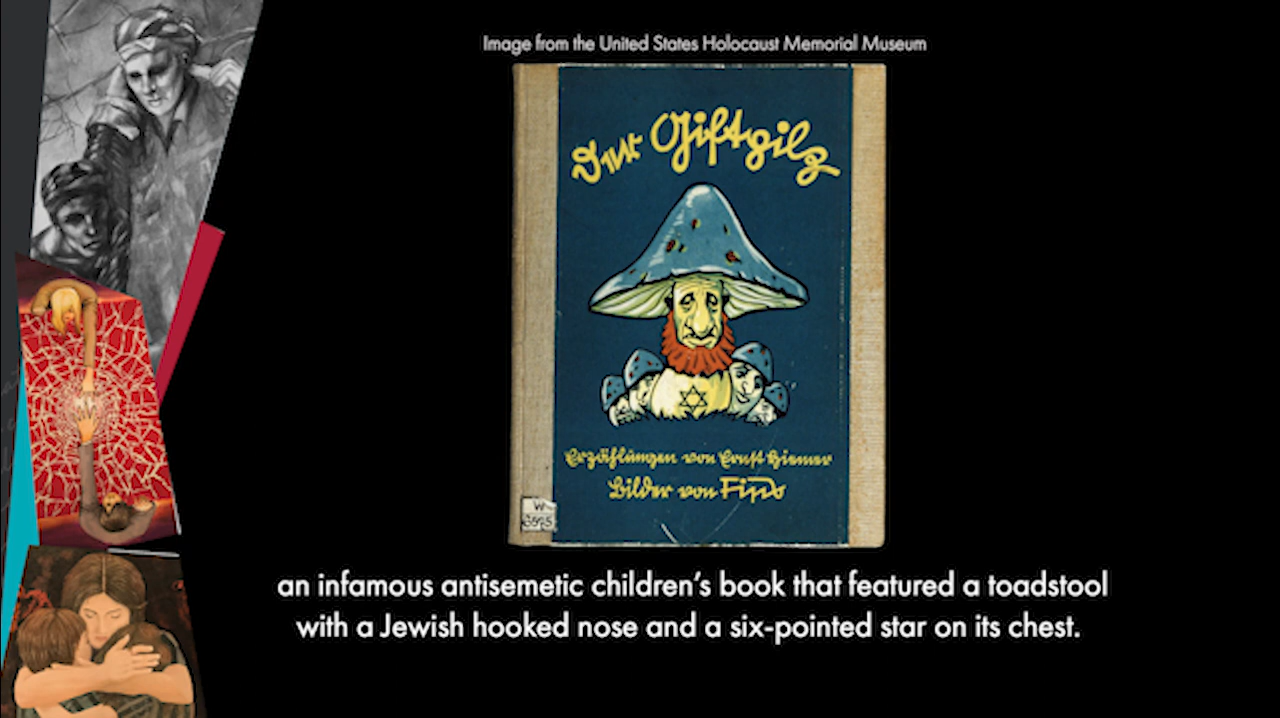 Image from the United States Holocaust Memorial Museum
Der Giftpilz
Erzählungen von Ernst Hiemer
Bilder von Fips
W
an infamous antisemetic children's book that featured a toadstool
with a Jewish hooked nose and a six-pointed star on its chest.